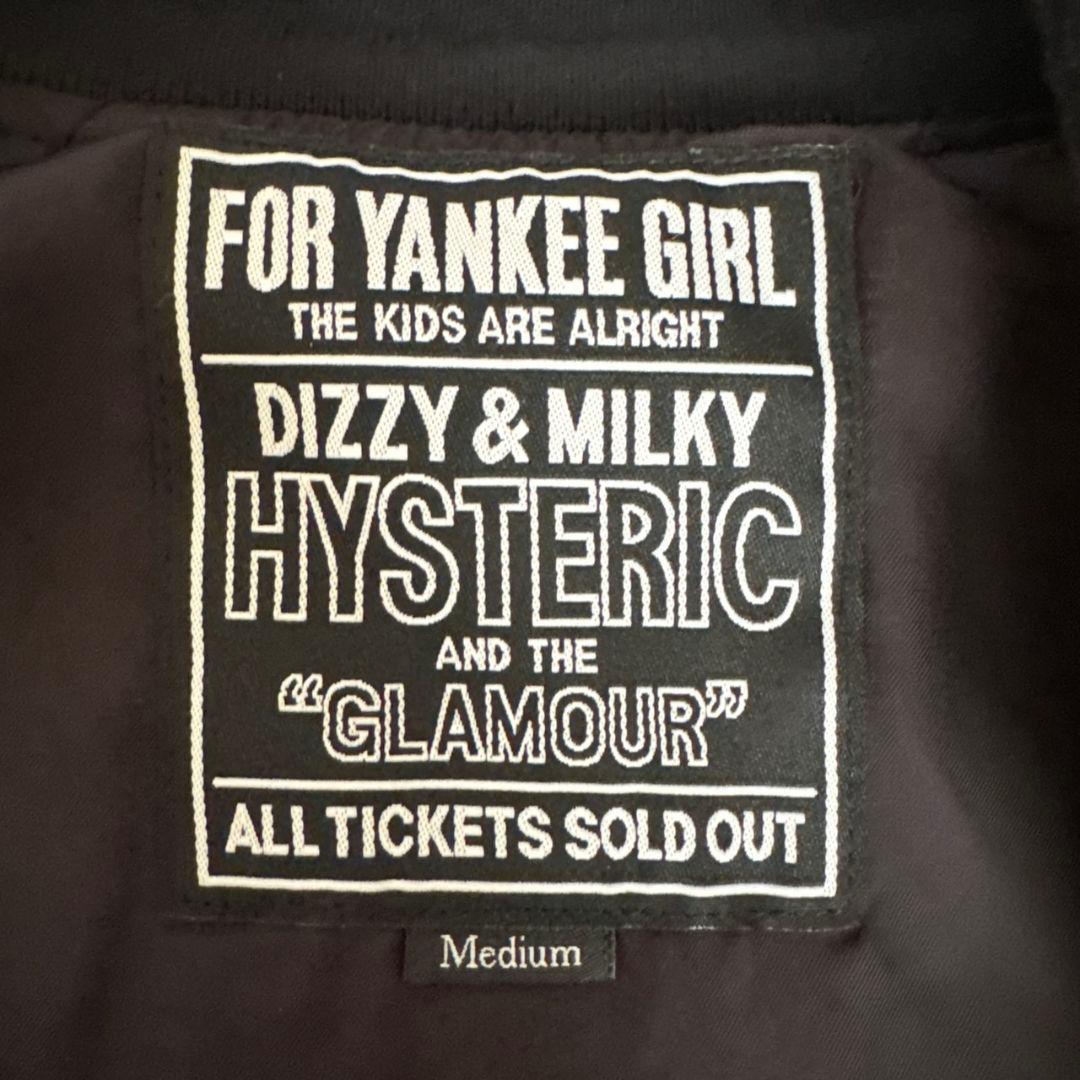 FOR YANKEE GIRL
THE KIDS ARE ALRIGHT
DIZZY & MILKY
HYSTERIC
AND THE
“GLAMOUR”
ALL TICKETS SOLD OUT
Medium